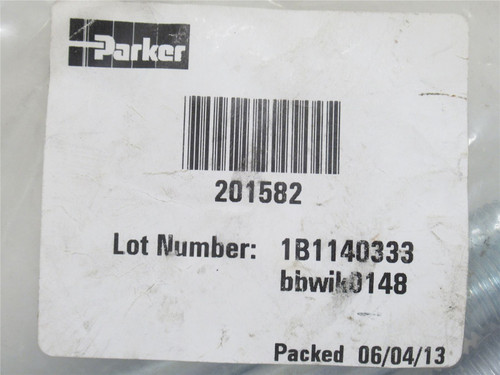 Parker
201582
Lot Number: 1B1140333
bbwik0148
Packed 06/04/13